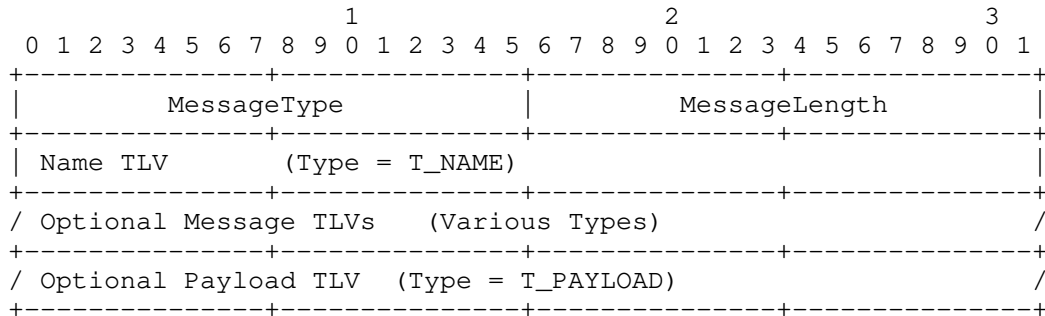 1                   2                   3
 0 1 2 3 4 5 6 7 8 9 0 1 2 3 4 5 6 7 8 9 0 1 2 3 4 5 6 7 8 9 0 1
+---------------+---------------+---------------+---------------+
|         MessageType           |         MessageLength         |
+---------------+---------------+---------------+---------------+
| Name TLV       (Type = T_NAME)                                |
+---------------+---------------+---------------+---------------+
/ Optional Message TLVs   (Various Types)                       /
+---------------+---------------+---------------+---------------+
/ Optional Payload TLV  (Type = T_PAYLOAD)                      /
+---------------+---------------+---------------+---------------+